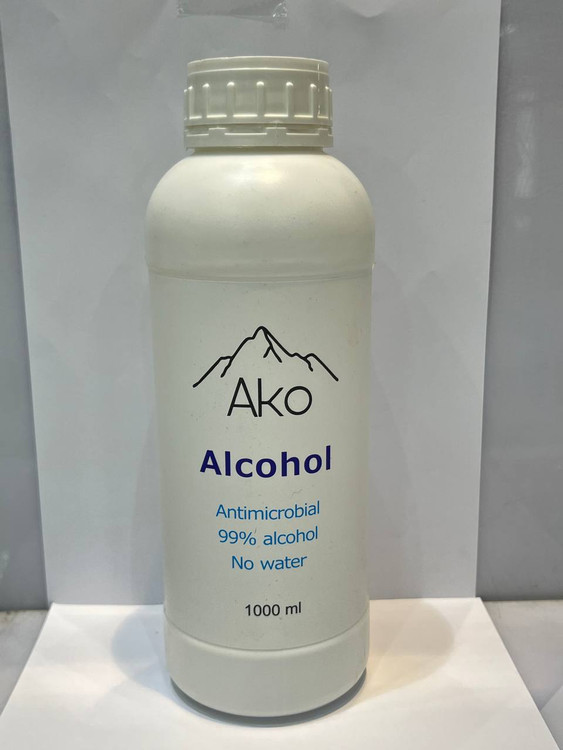 Ako
Alcohol
Antimicrobial
99% alcohol
No water
1000 ml